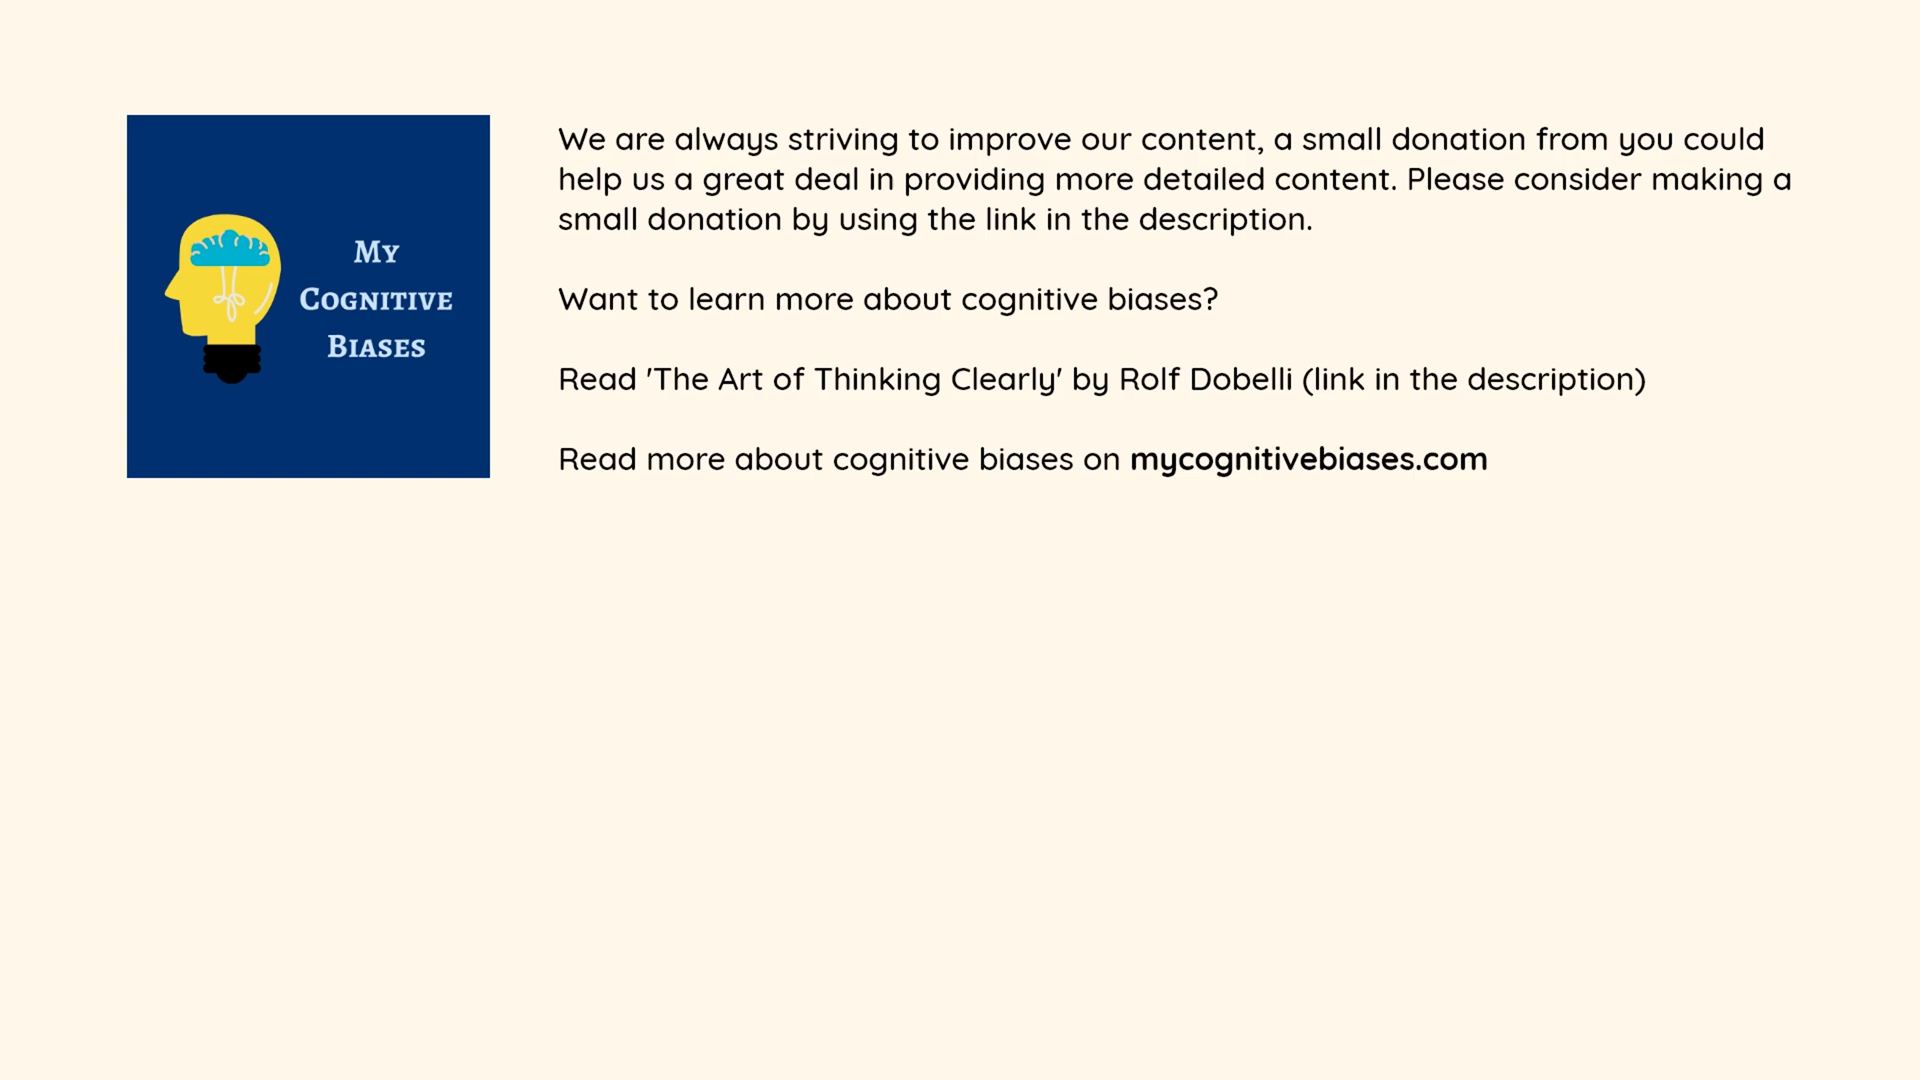 My
Cognitive
Biases
We are always striving to improve our content, a small donation from you could
help us a great deal in providing more detailed content. Please consider making a
small donation by using the link in the description.
Want to learn more about cognitive biases?
Read 'The Art of Thinking Clearly' by Rolf Dobelli (link in the description)
Read more about cognitive biases on mycognitivebiases.com